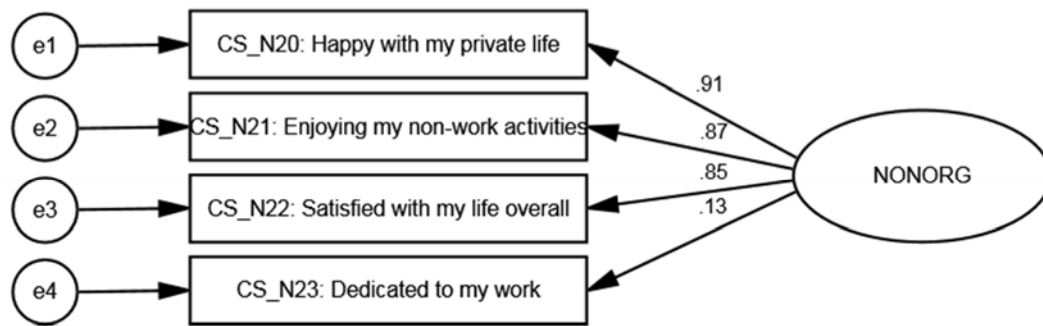 e1
CS_N20: Happy with my private life
.91
e2
CS_N21: Enjoying my non-work activities
.87
NONORG
.85
e3
CS_N22: Satisfied with my life overall
.13
e4
CS_N23: Dedicated to my work